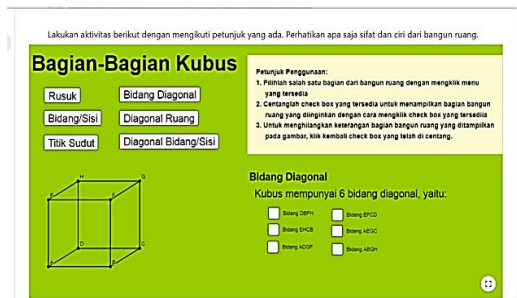 Lakukan aktivitas berikut dengan mengikuti petunjuk yang ada. Perhatikan apa saja sifat dan ciri dari bangun ruang.
Bagian-Bagian Kubus
Rusuk
Bidang Diagonal
Bidang/Sisi
Diagonal Ruang
Titik Sudut
Diagonal Bidang/Sisi
Petunjuk Penggunaan:
1. Pilihlah salah satu bagian dari bangun ruang dengan mengklik menu
yang tersedia
2. Centanglah check box yang tersedia untuk menampilkan bagian bangun
ruang yang diinginkan dengan cara mengklik check box yang tersedia
3. Untuk menghilangkan keterangan bagian bangun ruang yang ditampilkan
pada gambar, klik kembali check box yang telah di centang.
H
G
E
F
D
C
A
B
Bidang Diagonal
Kubus mempunyai 6 bidang diagonal, yaitu:
Bidang DBFH
Bidang EFCD
Bidang EHCB
Bidang AEGC
Bidang ADGF
Bidang ABGH